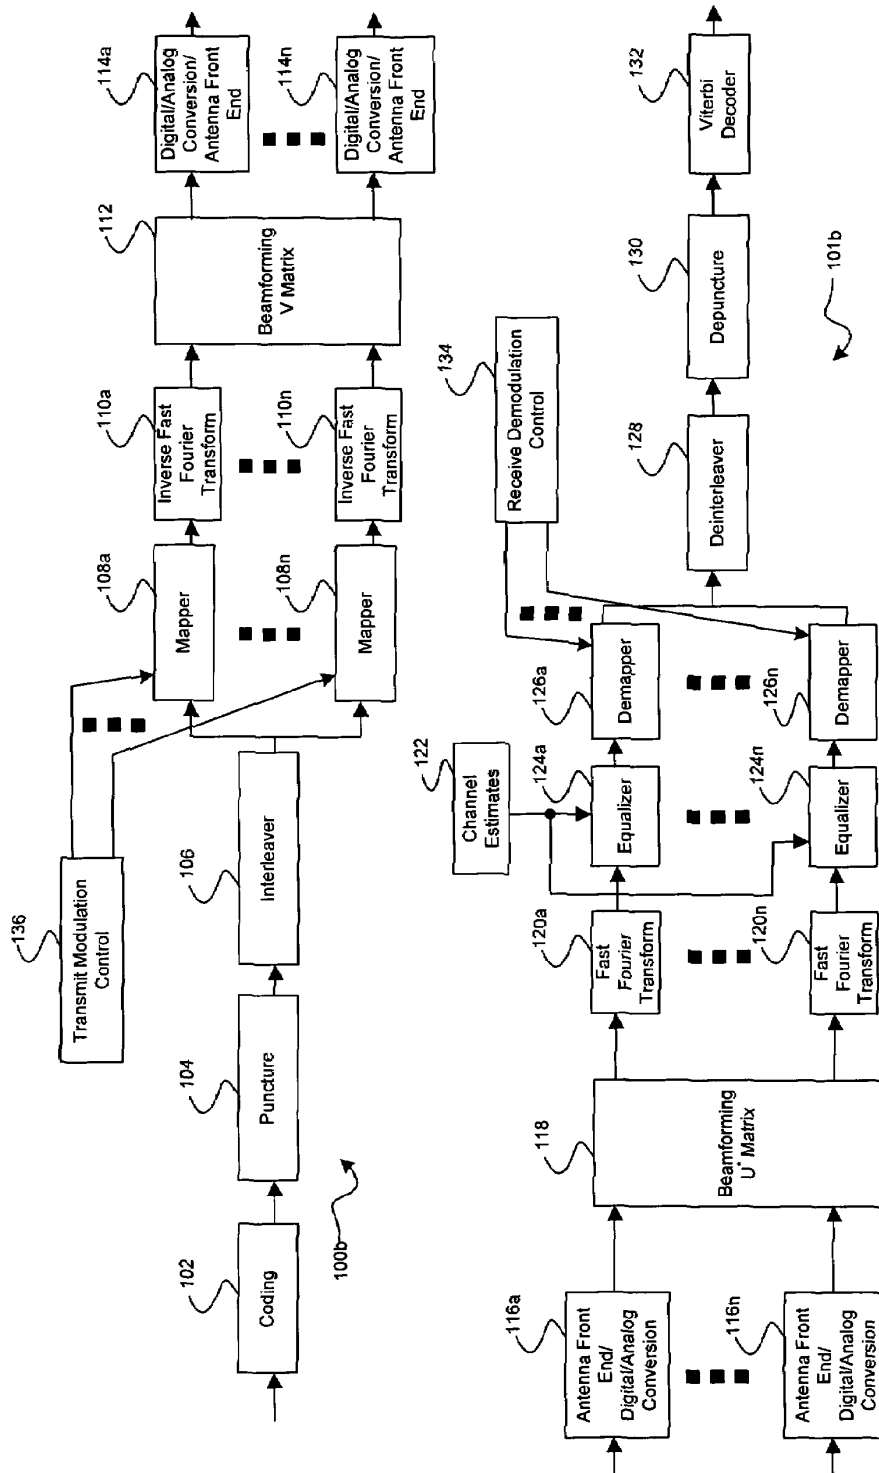 136
Transmit Modulation
Control
102
Coding
104
Puncture
106
Interleaver
108a
Mapper
108n
Mapper
110a
Inverse Fast
Fourier
Transform
110n
Inverse Fast
Fourier
Transform
112
Beamforming
V Matrix
114a
Digital/Analog
Conversion/
Antenna Front
End
114n
Digital/Analog
Conversion/
Antenna Front
End
100b
116a
Antenna Front
End/
Digital/Analog
Conversion
116n
Antenna Front
End/
Digital/Analog
Conversion
118
Beamforming
U* Matrix
120a
Fast
Fourier
Transform
120n
Fast
Fourier
Transform
122
Channel
Estimates
124a
Equalizer
124n
Equalizer
126a
Demapper
126n
Demapper
134
Receive Demodulation
Control
128
Deinterleaver
130
Depuncture
132
Viterbi
Decoder
101b